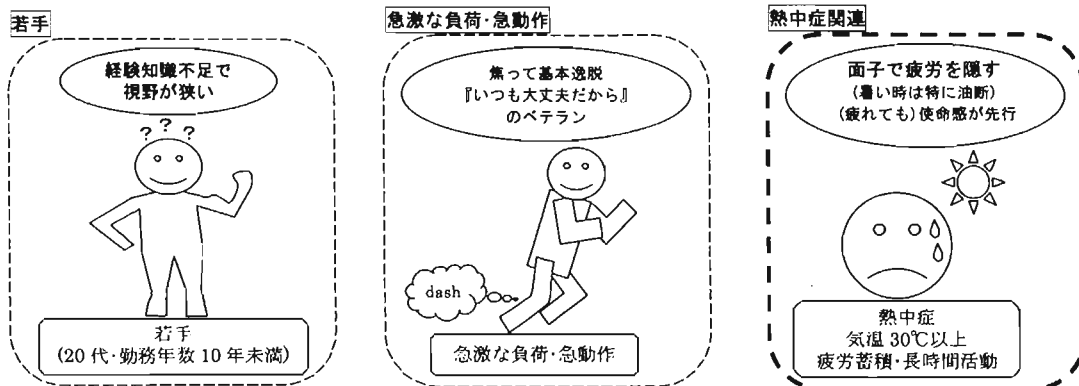 若手
経験知識不足で
視野が狭い
? ? ?
若手
(20代・勤務年数10年未満)
急激な負荷・急動作
焦って基本逸脱
『いつも大丈夫だから』
のベテラン
dash
急激な負荷・急動作
熱中症関連
面子で疲労を隠す
(暑い時は特に油断)
(疲れても)使命感が先行
熱中症
気温30℃以上
疲労蓄積・長時間活動